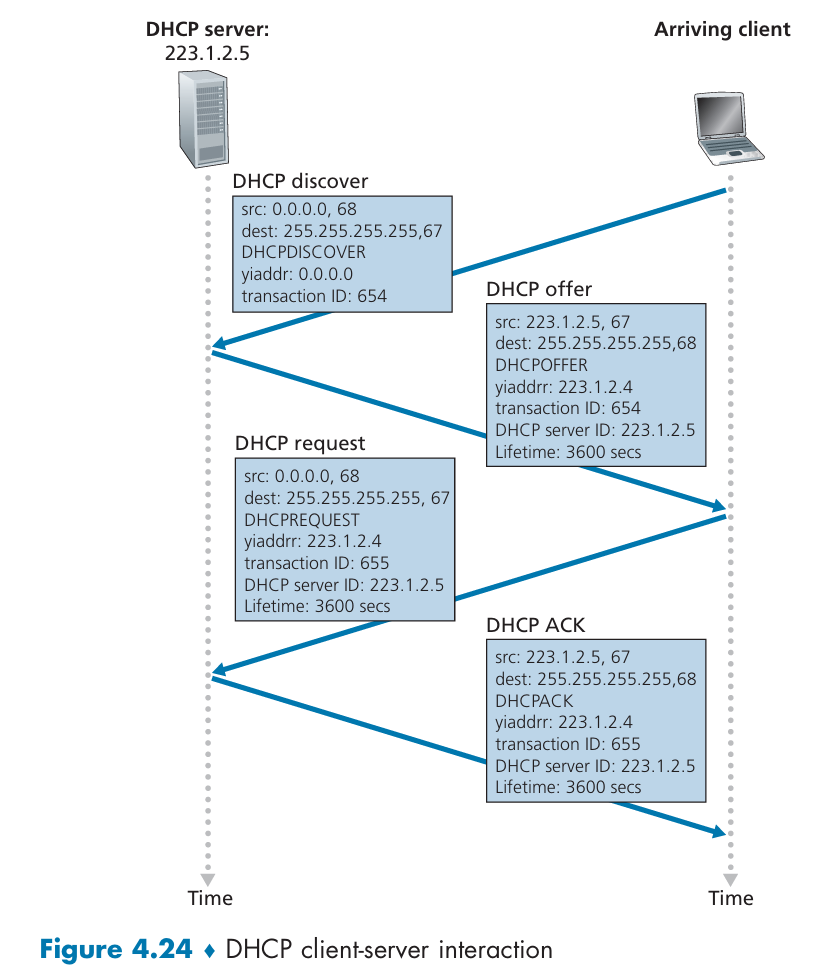 DHCP server:
223.1.2.5
Arriving client
DHCP discover
src: 0.0.0.0, 68
dest: 255.255.255.255,67
DHCPDISCOVER
yiaddr: 0.0.0.0
transaction ID: 654
DHCP offer
src: 223.1.2.5, 67
dest: 255.255.255.255,68
DHCPOFFER
yiaddrr: 223.1.2.4
transaction ID: 654
DHCP server ID: 223.1.2.5
Lifetime: 3600 secs
DHCP request
src: 0.0.0.0, 68
dest: 255.255.255.255, 67
DHCPREQUEST
yiaddrr: 223.1.2.4
transaction ID: 655
DHCP server ID: 223.1.2.5
Lifetime: 3600 secs
DHCP ACK
src: 223.1.2.5, 67
dest: 255.255.255.255,68
DHCPACK
yiaddrr: 223.1.2.4
transaction ID: 655
DHCP server ID: 223.1.2.5
Lifetime: 3600 secs
Time
Time
Figure 4.24 ♦ DHCP client-server interaction